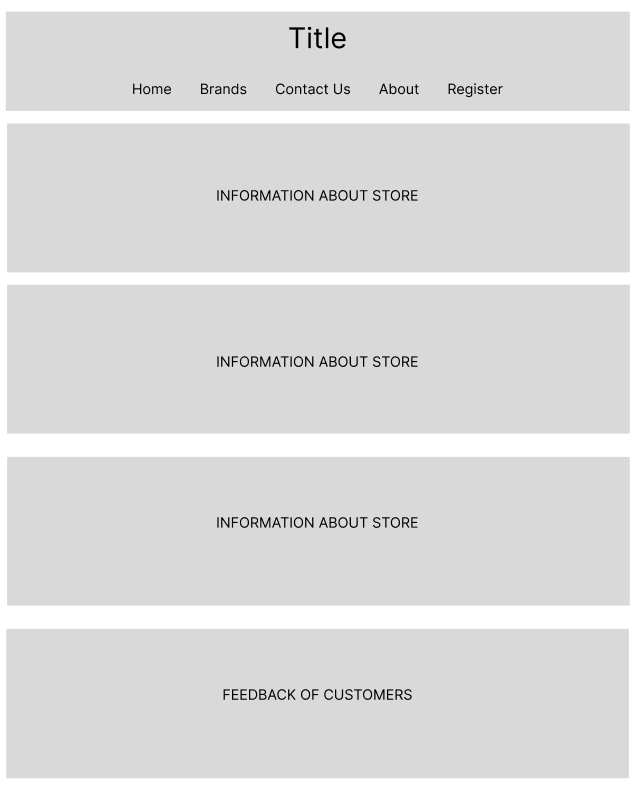 Title
Home Brands Contact Us About Register
INFORMATION ABOUT STORE
INFORMATION ABOUT STORE
INFORMATION ABOUT STORE
FEEDBACK OF CUSTOMERS